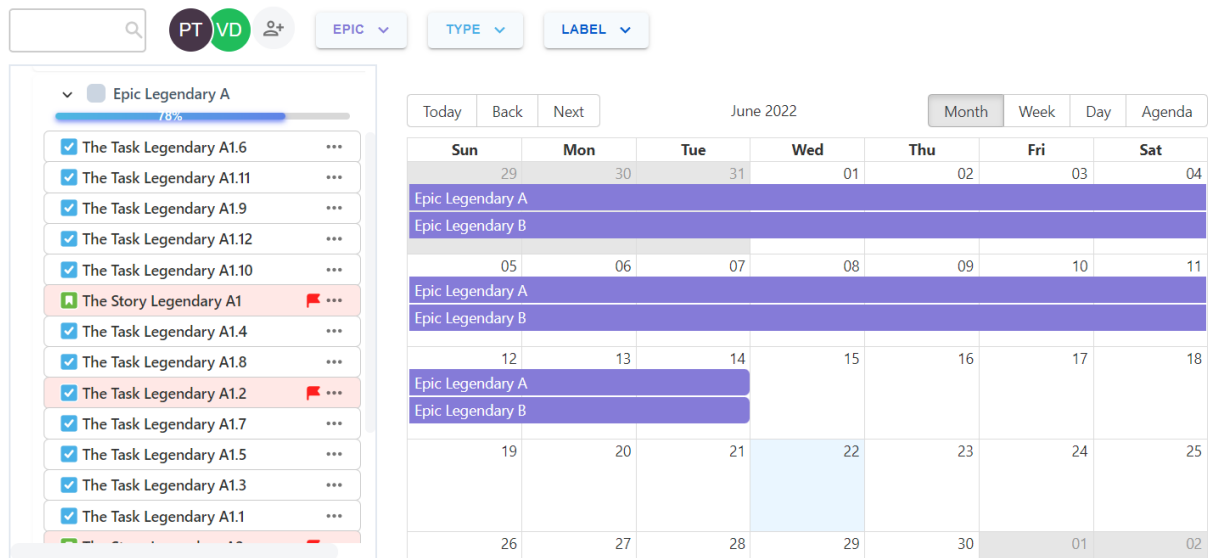 PT VD EPIC TYPE LABEL
Epic Legendary A
78%
The Task Legendary A1.6
The Task Legendary A1.11
The Task Legendary A1.9
The Task Legendary A1.12
The Task Legendary A1.10
The Story Legendary A1
The Task Legendary A1.4
The Task Legendary A1.8
The Task Legendary A1.2
The Task Legendary A1.7
The Task Legendary A1.5
The Task Legendary A1.3
The Task Legendary A1.1
Today Back Next June 2022 Month Week Day Agenda
Sun Mon Tue Wed Thu Fri Sat
29 30 31 01 02 03 04
Epic Legendary A
Epic Legendary B
05 06 07 08 09 10 11
Epic Legendary A
Epic Legendary B
12 13 14 15 16 17 18
Epic Legendary A
Epic Legendary B
19 20 21 22 23 24 25
26 27 28 29 30 01 02